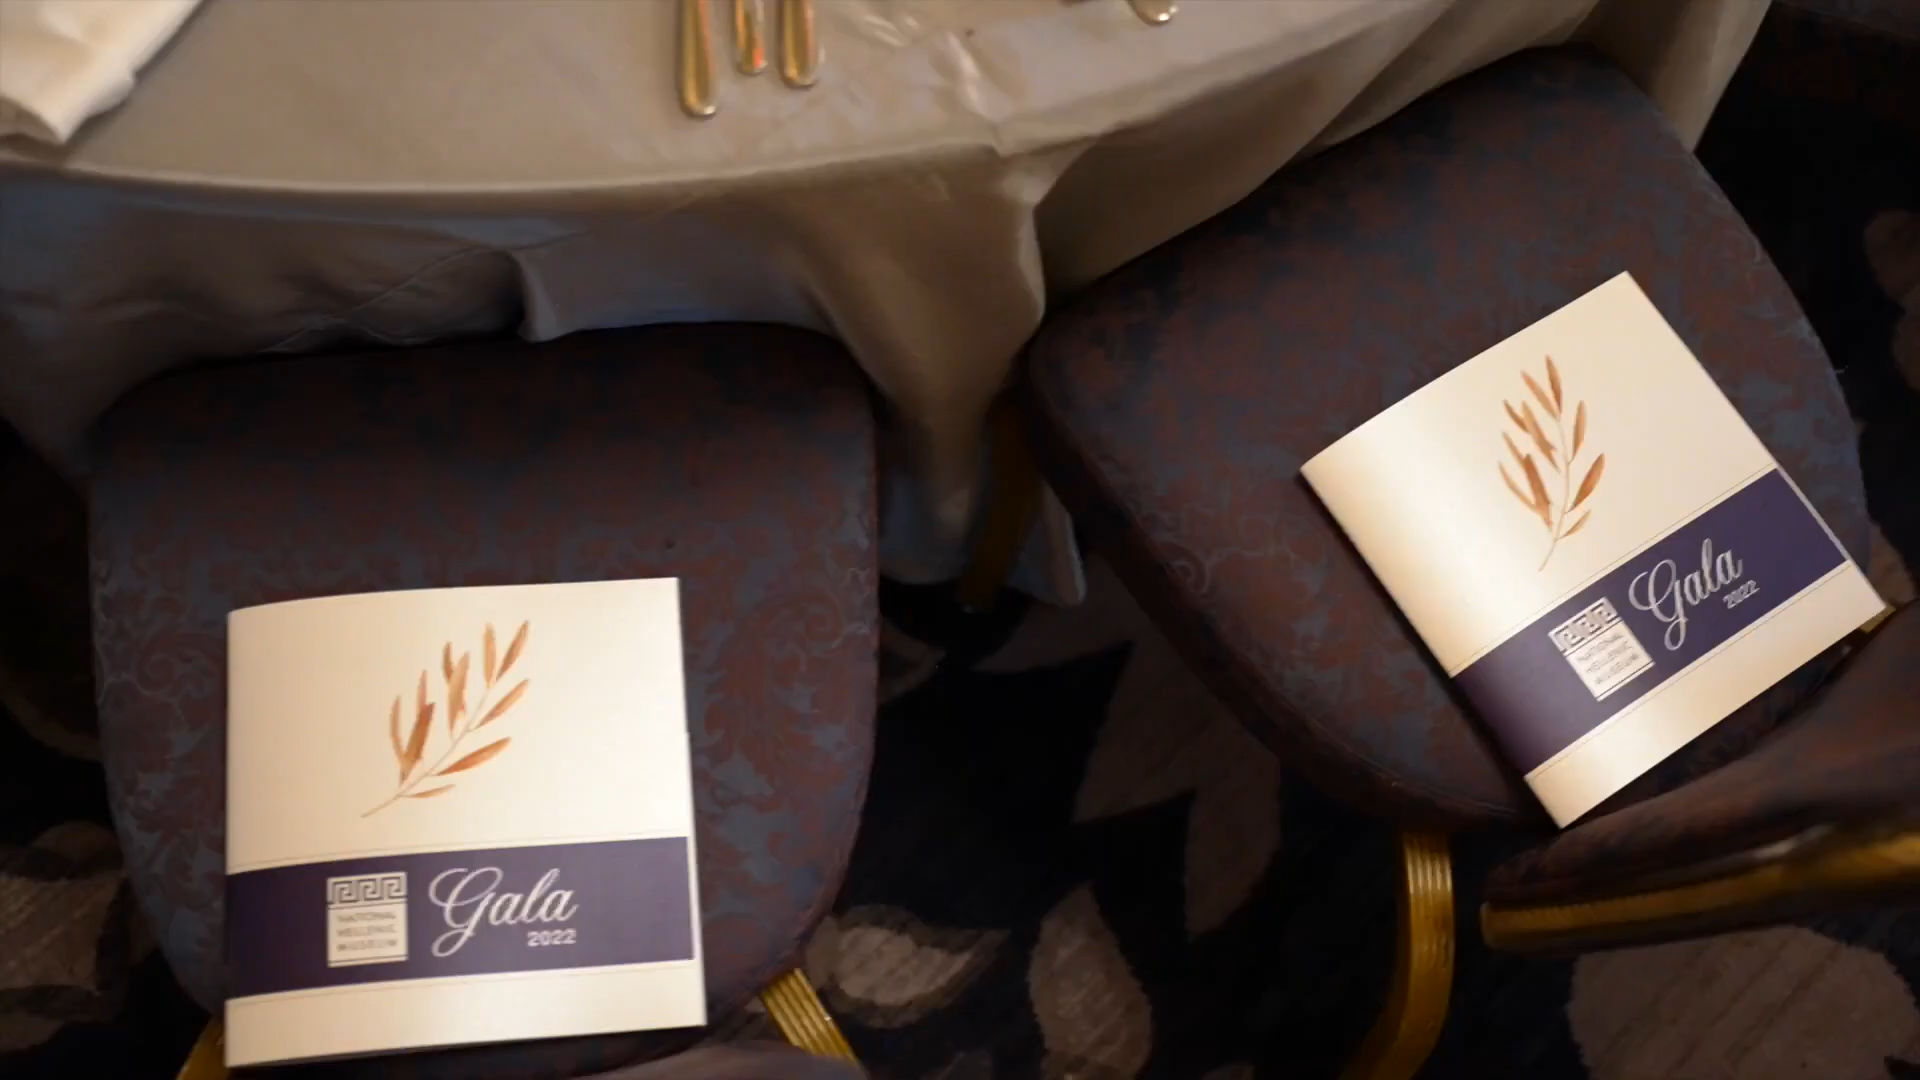 NATIONAL
HELLENIC
MUSEUM
Gala
2022
NATIONAL
HELLENIC
MUSEUM
Gala
2022